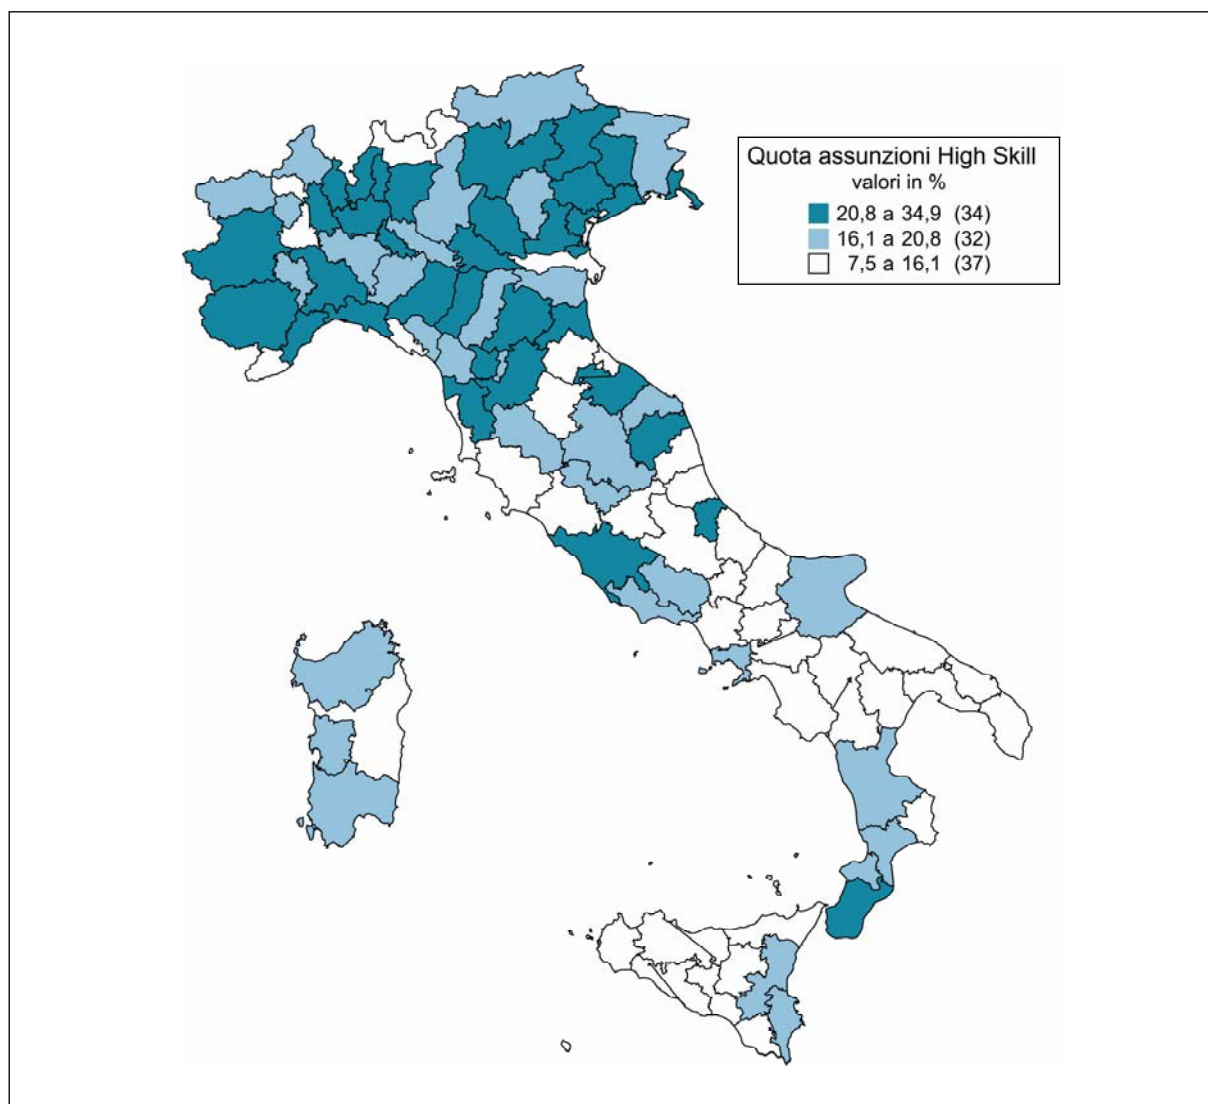 Quota assunzioni High Skill
valori in %
20,8 a 34,9 (34)
16,1 a 20,8 (32)
7,5 a 16,1 (37)